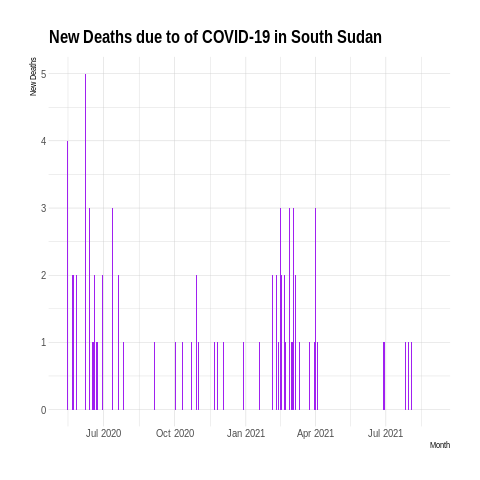 New Deaths due to of COVID-19 in South Sudan
New Deaths
5
4
3
2
1
0
Jul 2020 Oct 2020 Jan 2021 Apr 2021 Jul 2021
Month